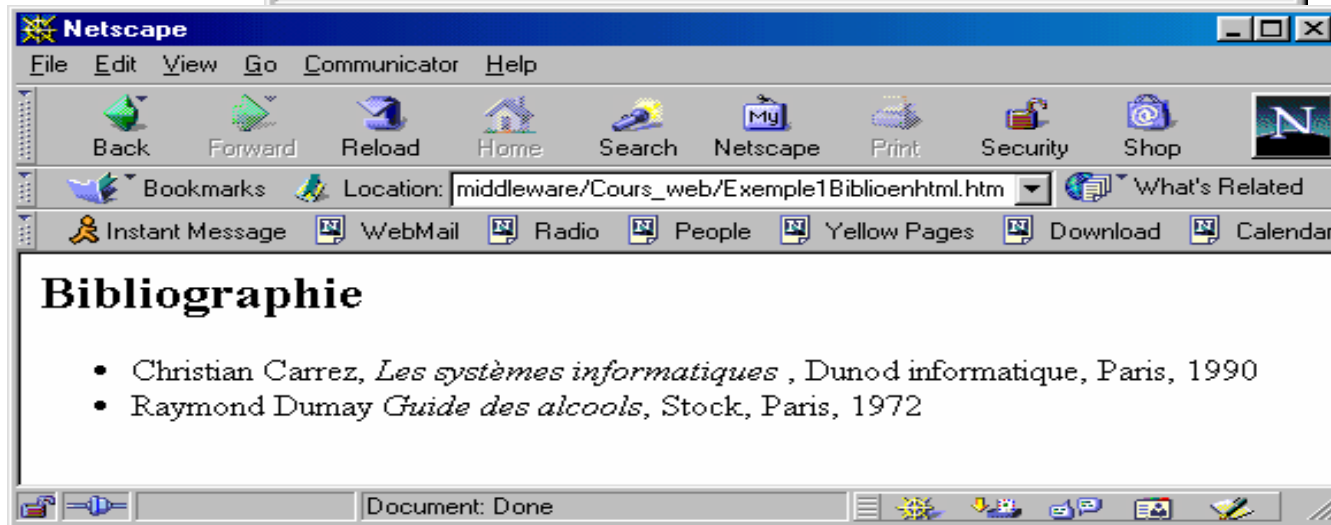 Netscape
File Edit View Go Communicator Help
My N
Back Forward Reload Home Search Netscape Print Security Shop
Bookmarks Location: middleware/Cours_web/Exemple1Biblioenhtml.htm What's Related
Instant Message WebMail Radio People Yellow Pages Download Calendar
Bibliographie
• Christian Carrez, Les systèmes informatiques , Dunod informatique, Paris, 1990
• Raymond Dumay Guide des alcools, Stock, Paris, 1972
Document: Done